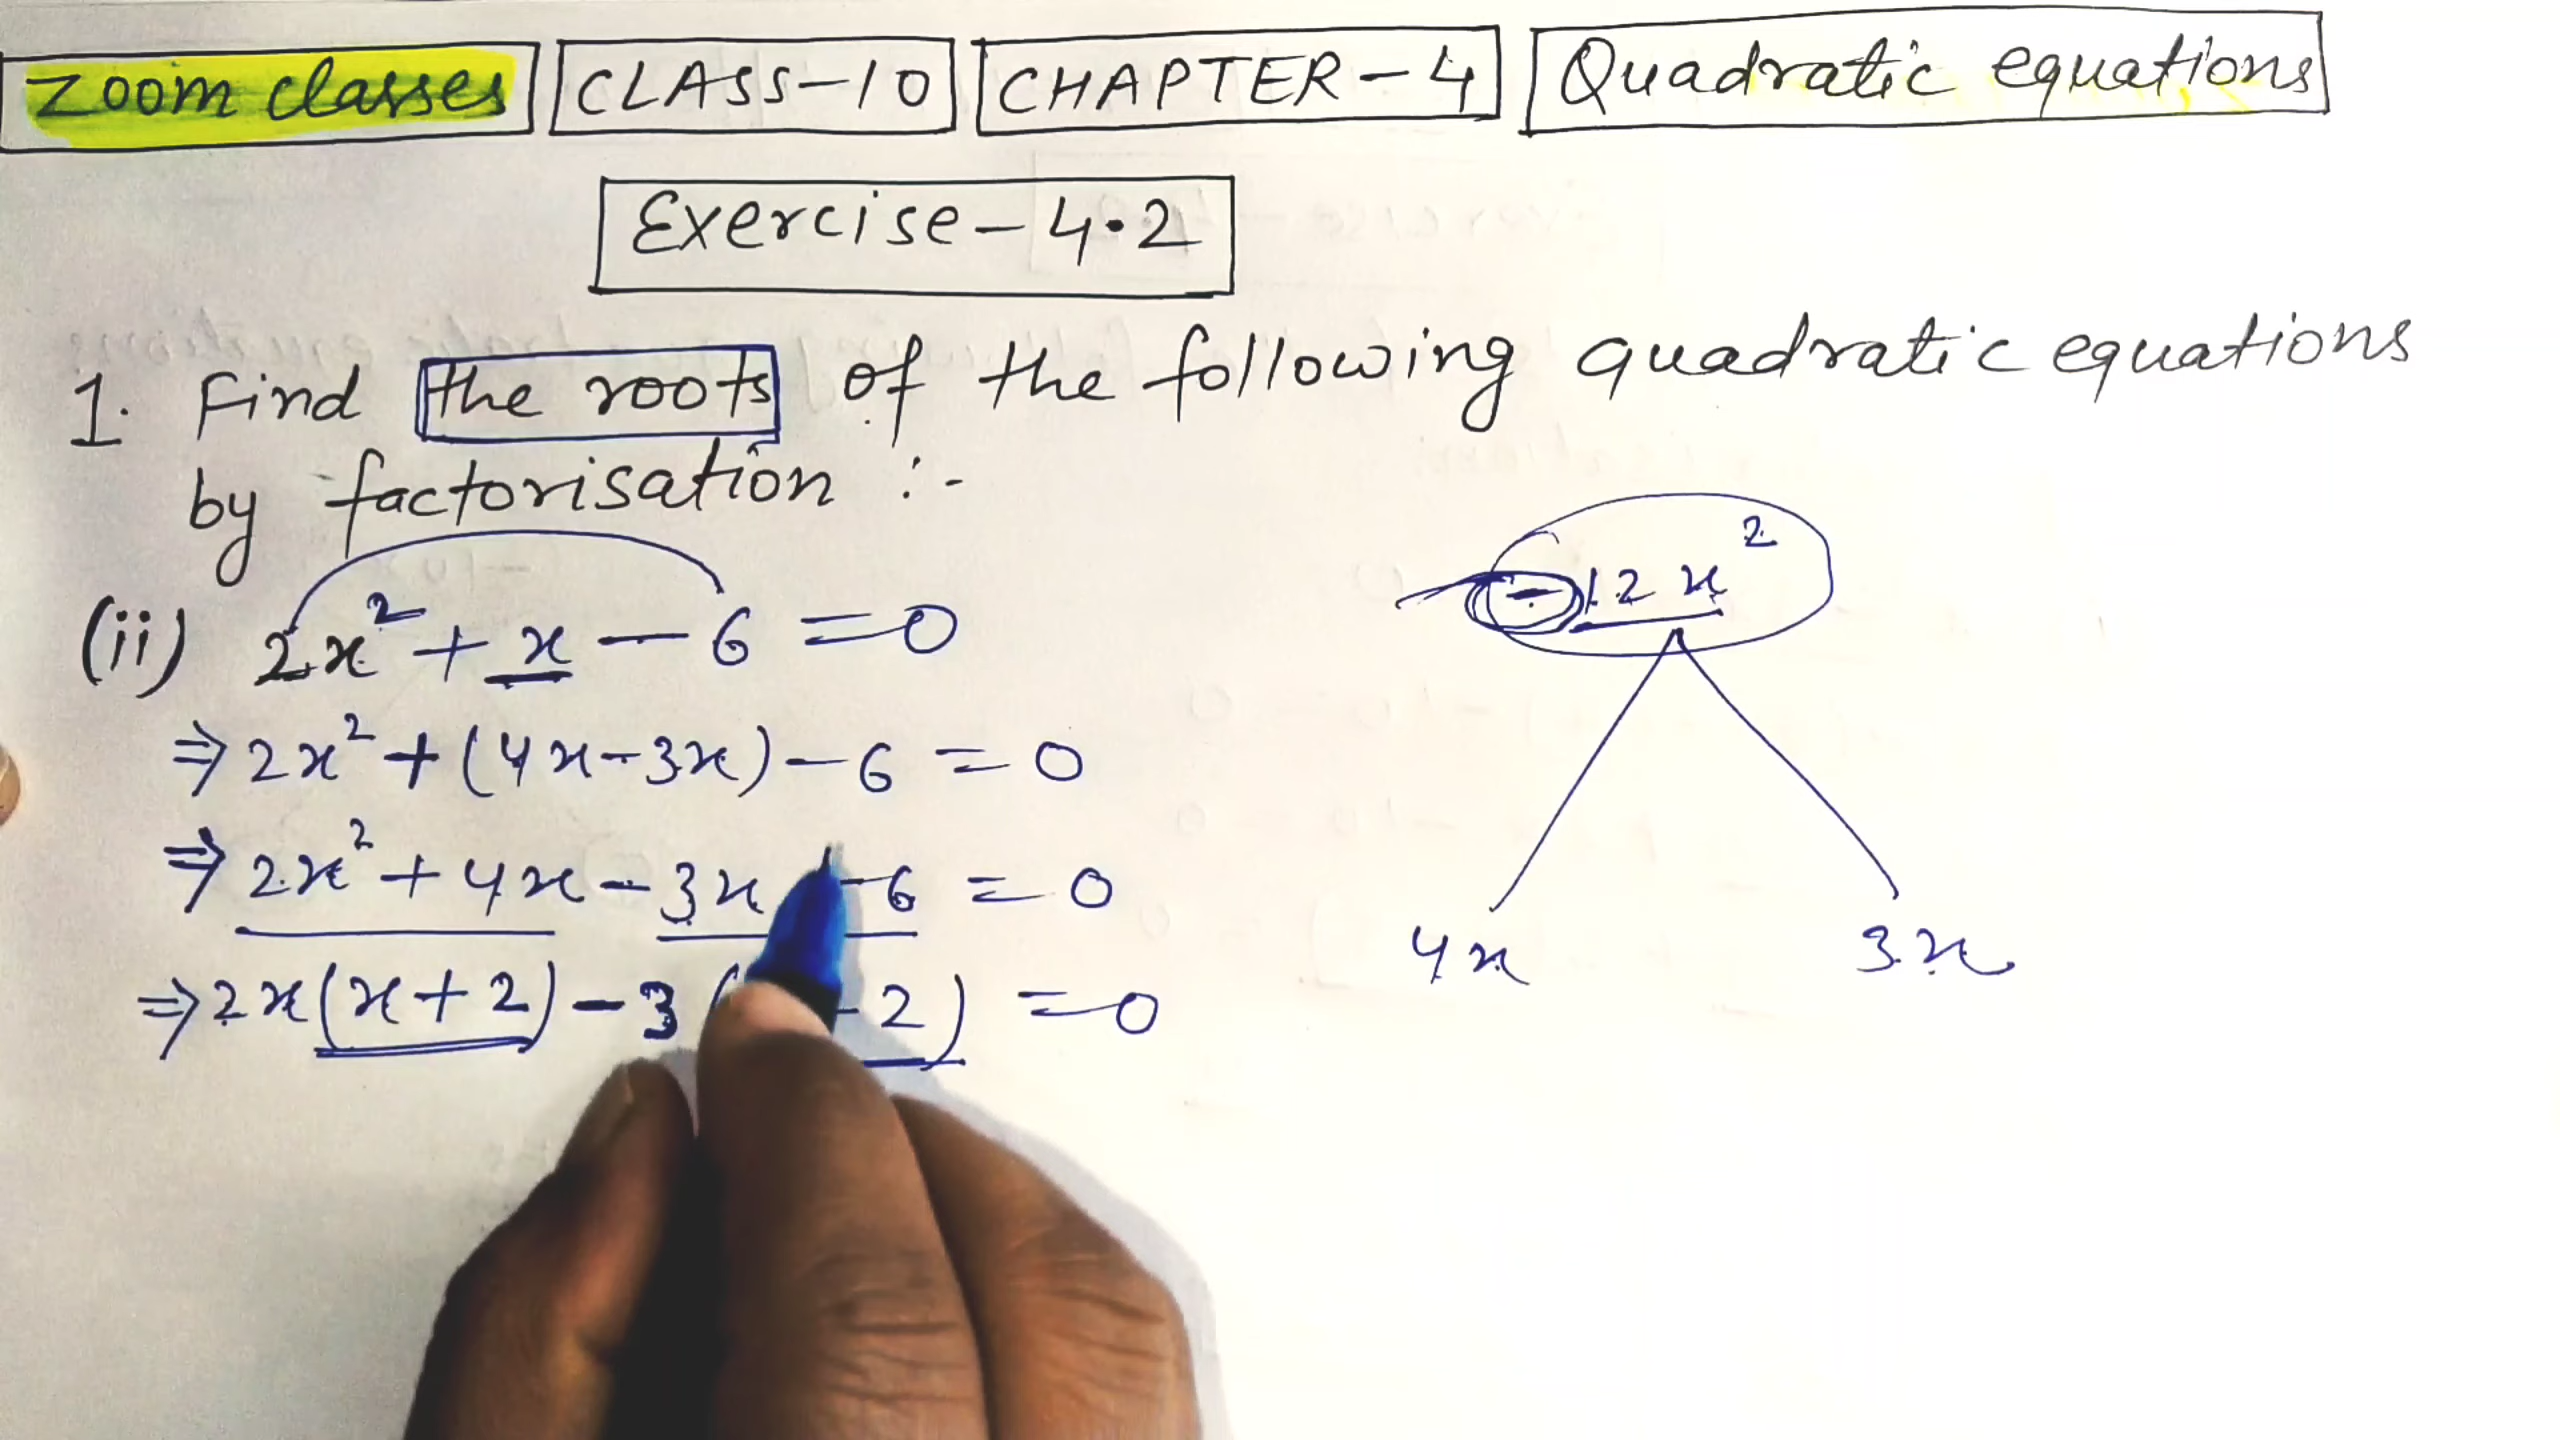 Zoom classes CLASS-10 CHAPTER-4 Quadratic equations
Exercise-4.2
1. Find the roots of the following quadratic equations
by factorisation :-
(ii) 2x² + x - 6 = 0
⇒ 2x² + (4x - 3x) - 6 = 0
⇒ 2x² + 4x - 3x - 6 = 0
⇒ 2x(x + 2) - 3( - 2) = 0
- 12x²
4x 3x